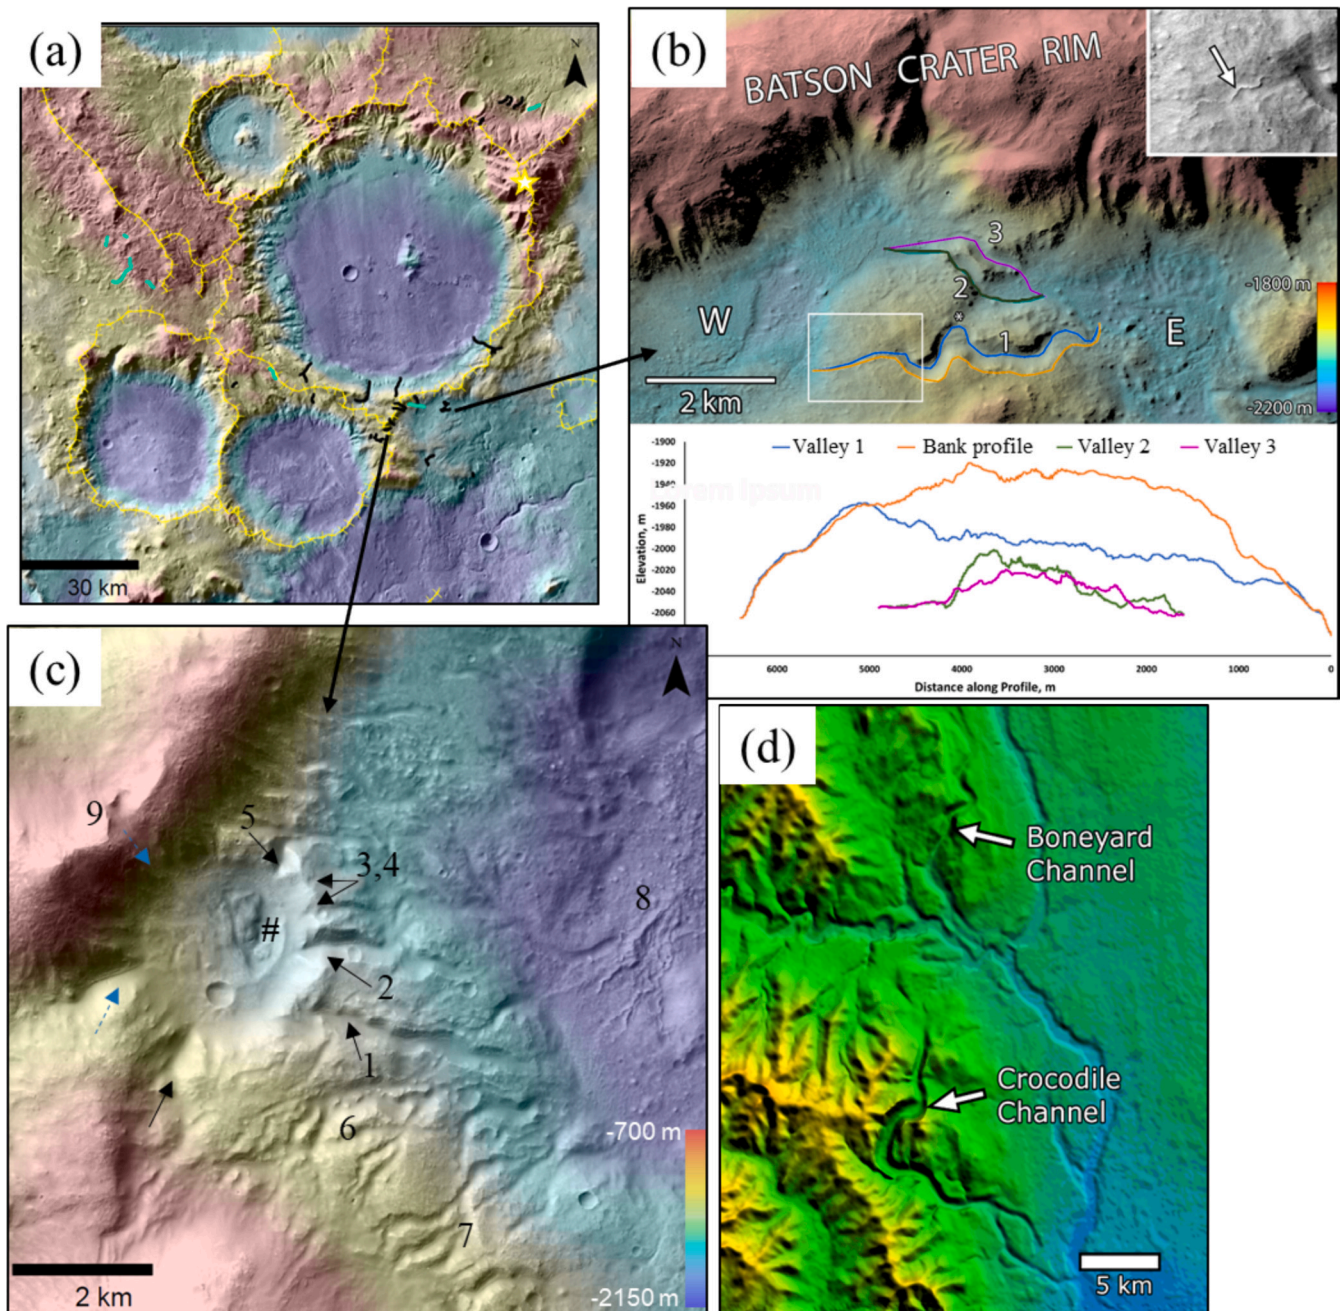 (a)
N
30 km
(b)
BATSON CRATER RIM
3
2
*
1
W
E
2 km
-1800 m
-2200 m
Valley 1
Bank profile
Valley 2
Valley 3
Lorem ipsum
Elevation, m
-1900
-1920
-1940
-1960
-1980
-2000
-2020
-2040
-2060
6000
5000
4000
3000
2000
1000
0
Distance along Profile, m
(c)
N
9
5
3,4
#
8
2
1
6
7
-700 m
-2150 m
2 km
(d)
Boneyard
Channel
Crocodile
Channel
5 km